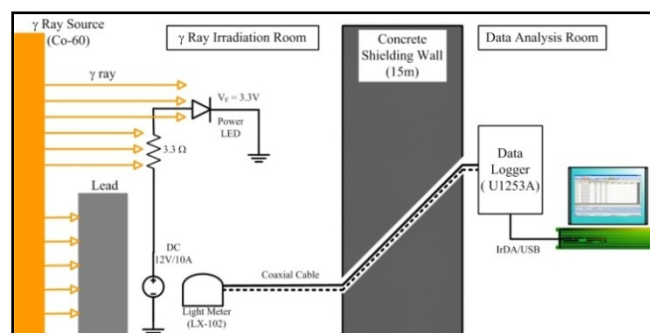 γ Ray Source
(Co-60)
γ Ray Irradiation Room
Concrete
Shielding Wall
(15m)
Data Analysis Room
γ ray
V_F = 3.3V
Power
LED
3.3 Ω
Lead
DC
12V/10A
Data
Logger
( U1253A)
IrDA/USB
Coaxial Cable
Light Meter
(LX-102)